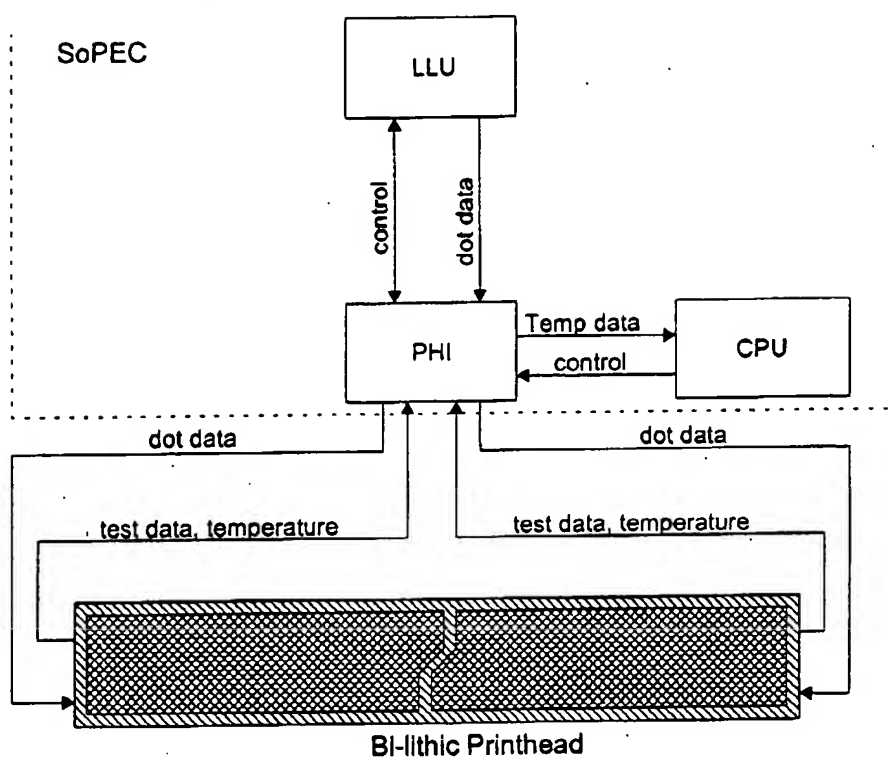 SoPEC
LLU
control
dot data
PHI
Temp data
control
CPU
dot data
dot data
test data, temperature
test data, temperature
Bi-lithic Printhead